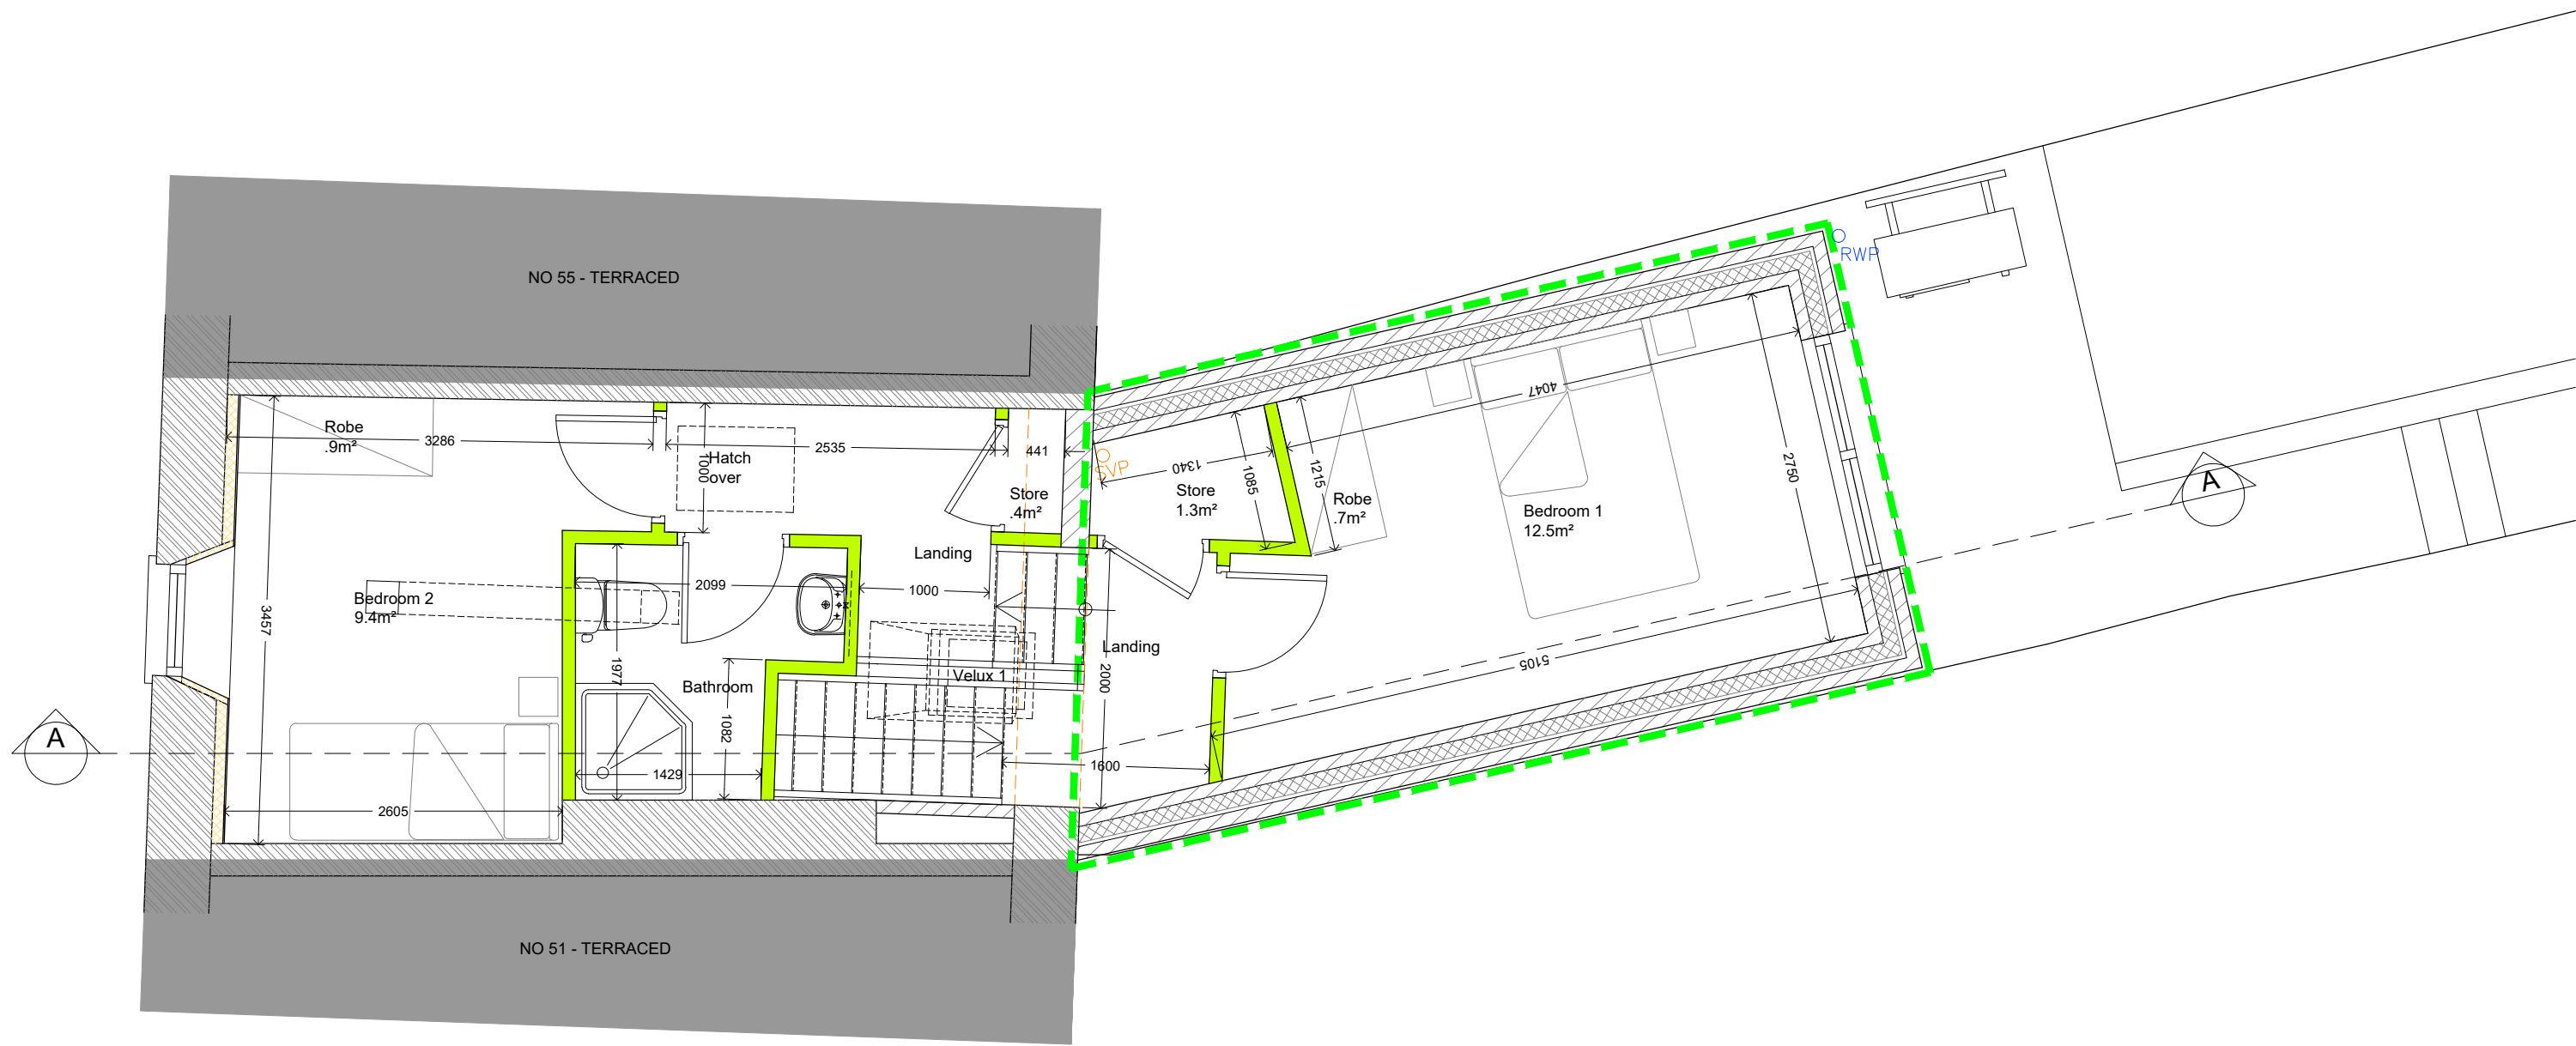 NO 55 - TERRACED
RWP
Robe
.9m²
3286
1000
Hatch
over
2535
441
SVP
1340
1085
1215
4047
2750
Store
.4m²
Store
1.3m²
Robe
.7m²
Bedroom 1
12.5m²
A
Landing
2099
1000
Bedroom 2
9.4m²
3457
1977
Bathroom
1082
Velux 1
Landing
2000
5105
A
1429
1600
2605
NO 51 - TERRACED